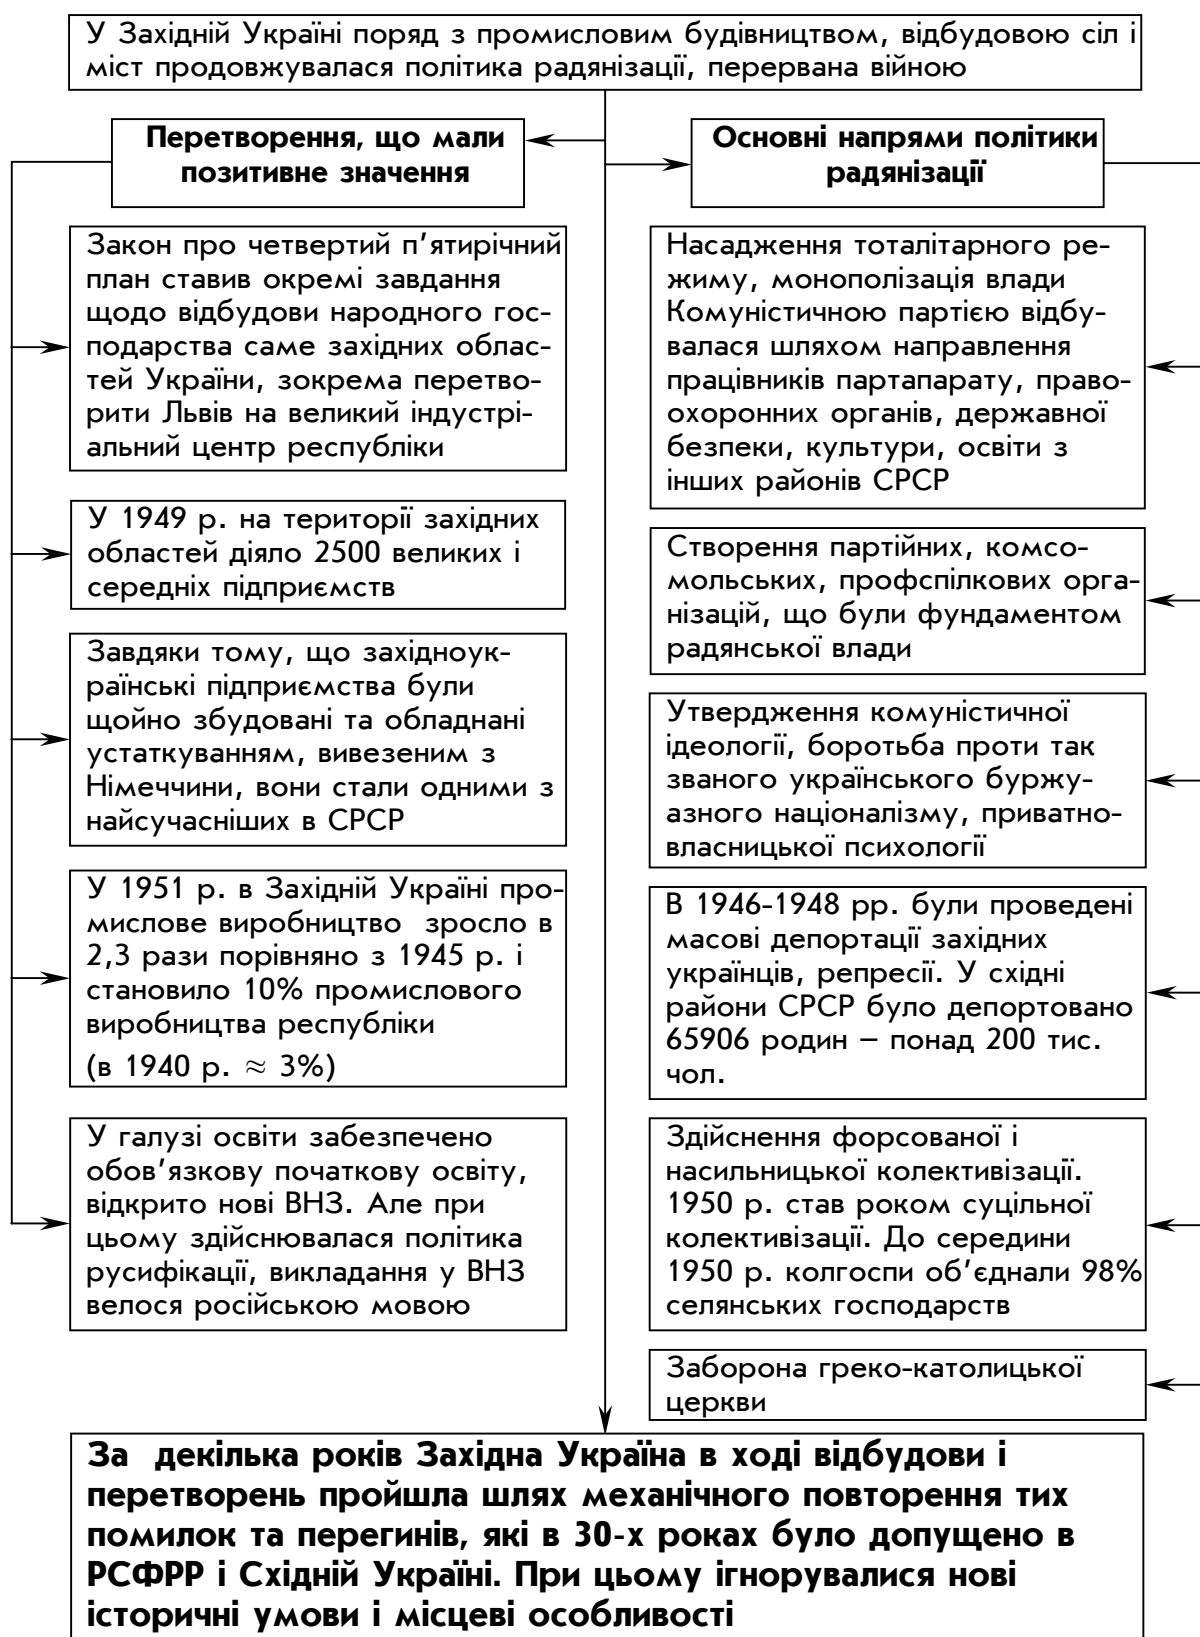 У Західній Україні поряд з промисловим будівництвом, відбудовою сіл і
міст продовжувалася політика радянізації, перервана війною
Перетворення, що мали
позитивне значення
Закон про четвертий п’ятирічний
план ставив окремі завдання
щодо відбудови народного гос-
подарства саме західних облас-
тей України, зокрема перетво-
рити Львів на великий індустрі-
альний центр республіки
У 1949 р. на території західних
областей діяло 2500 великих і
середніх підприємств
Завдяки тому, що західноук-
раїнські підприємства були
щойно збудовані та обладнані
устаткуванням, вивезеним з
Німеччини, вони стали одними з
найсучасніших в СРСР
У 1951 р. в Західній Україні про-
мислове виробництво зросло в
2,3 рази порівняно з 1945 р. і
становило 10% промислового
виробництва республіки
(в 1940 р. ≈ 3%)
У галузі освіти забезпечено
обов’язкову початкову освіту,
відкрито нові ВНЗ. Але при
цьому здійснювалася політика
русифікації, викладання у ВНЗ
велося російською мовою
Основні напрями політики
радянізації
Насадження тоталітарного ре-
жиму, монополізація влади
Комуністичною партією відбу-
валася шляхом направлення
працівників партапарату, право-
охоронних органів, державної
безпеки, культури, освіти з
інших районів СРСР
Створення партійних, комсо-
мольських, профспілкових орга-
нізацій, що були фундаментом
радянської влади
Утвердження комуністичної
ідеології, боротьба проти так
званого українського буржу-
азного націоналізму, приватно-
власницької психології
В 1946-1948 рр. були проведені
масові депортації західних
українців, репресії. У східні
райони СРСР було депортовано
65906 родин – понад 200 тис.
чол.
Здійснення форсованої і
насильницької колективізації.
1950 р. став роком суцільної
колективізації. До середини
1950 р. колгоспи об’єднали 98%
селянських господарств
Заборона греко-католицької
церкви
За декілька років Західна Україна в ході відбудови і
перетворень пройшла шлях механічного повторення тих
помилок та перегинів, які в 30-х роках було допущено в
РСФРР і Східній Україні. При цьому ігнорувалися нові
історичні умови і місцеві особливості